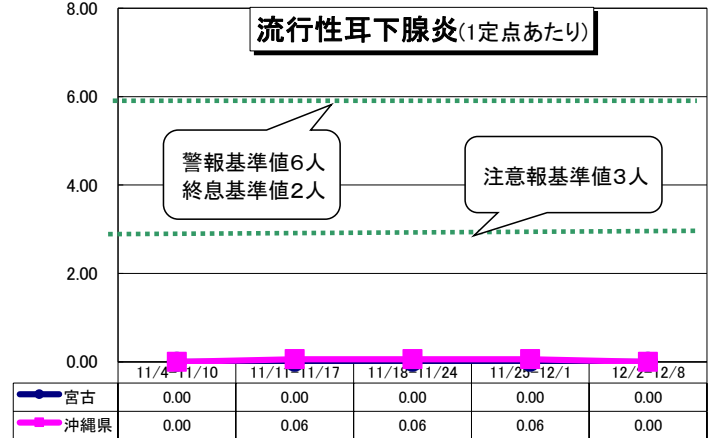 流行性耳下腺炎(1定点あたり)
8.00
6.00
警報基準値6人
終息基準値2人
注意報基準値3人
4.00
2.00
0.00
11/4-11/10 11/11-11/17 11/18-11/24 11/25-12/1 12/2-12/8
宮古 0.00 0.00 0.00 0.00 0.00
沖縄県 0.00 0.06 0.06 0.06 0.00